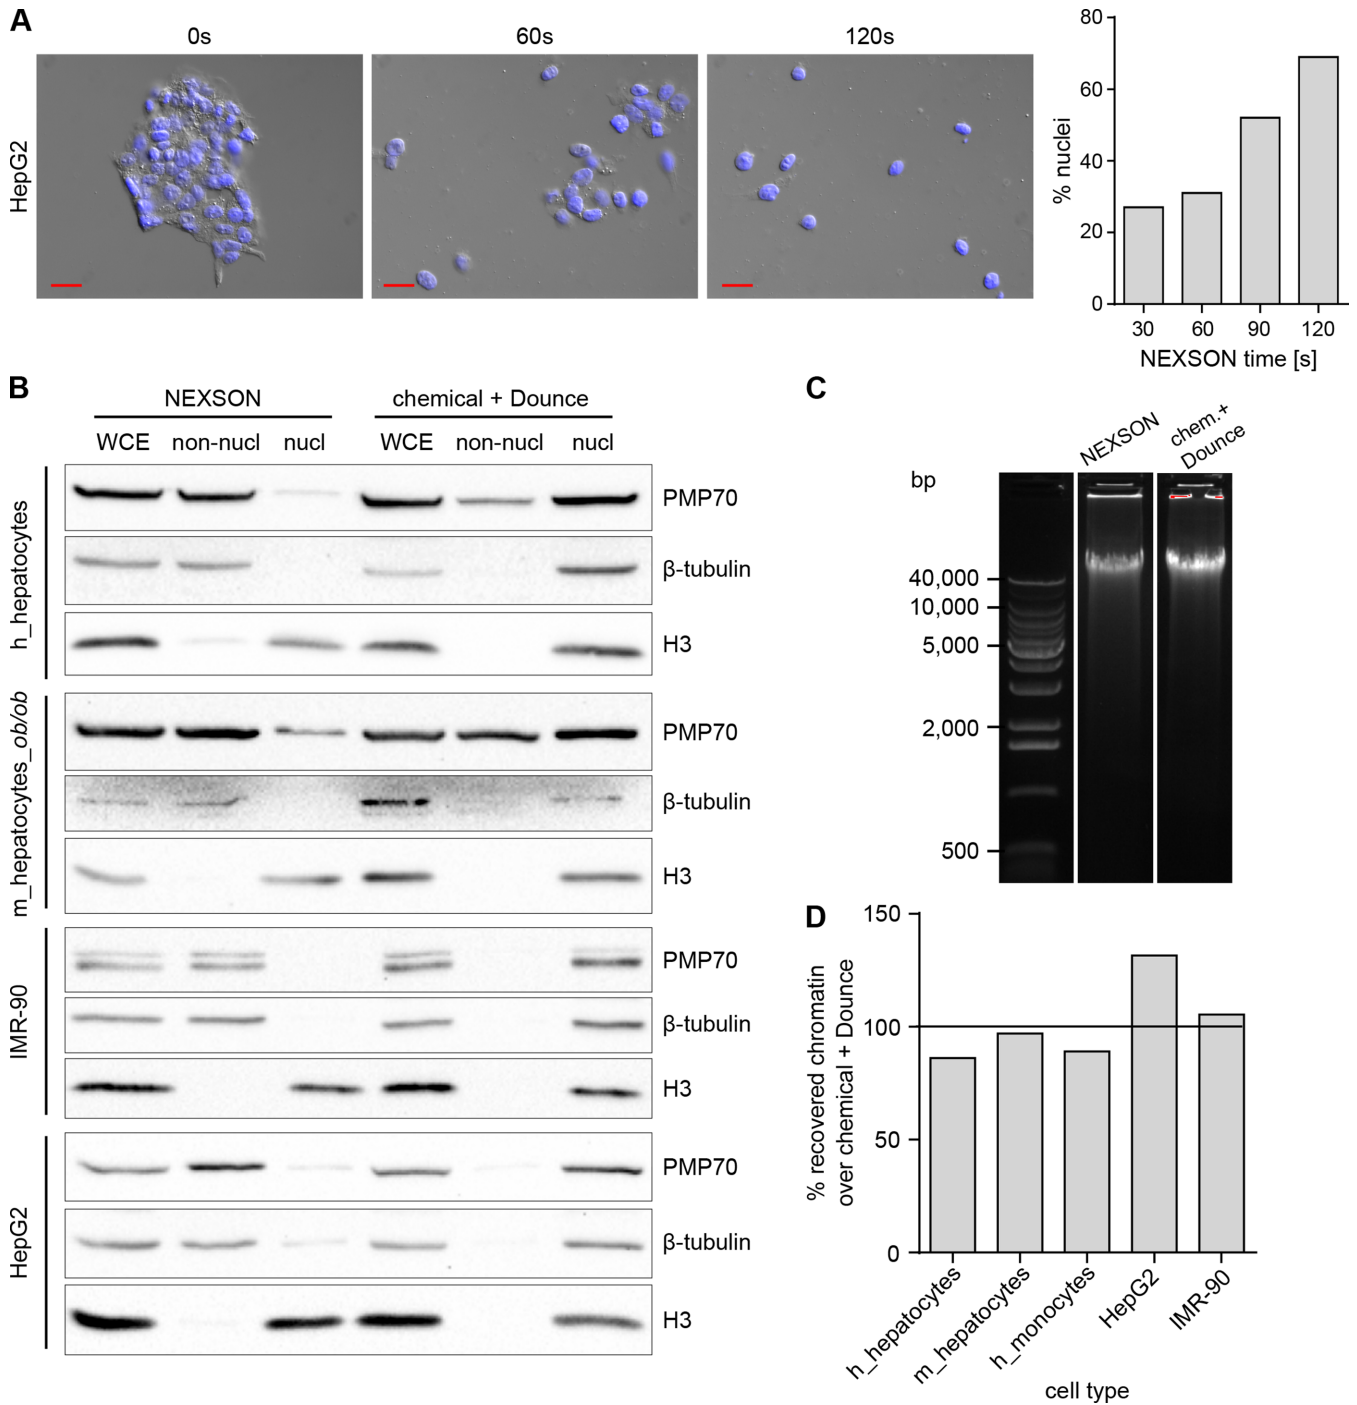 A
0s
60s
120s
HepG2
80
60
40
20
0
% nuclei
30 60 90 120
NEXSON time [s]
B
NEXSON
chemical + Dounce
WCE non-nucl nucl WCE non-nucl nucl
h_hepatocytes
PMP70
β-tubulin
H3
m_hepatocytes_ob/ob
PMP70
β-tubulin
H3
IMR-90
PMP70
β-tubulin
H3
HepG2
PMP70
β-tubulin
H3
C
NEXSON
chem.+
Dounce
bp
40,000
10,000
5,000
2,000
500
D
150
100
50
0
% recovered chromatin
over chemical + Dounce
h_hepatocytes
m_hepatocytes
h_monocytes
HepG2
IMR-90
cell type